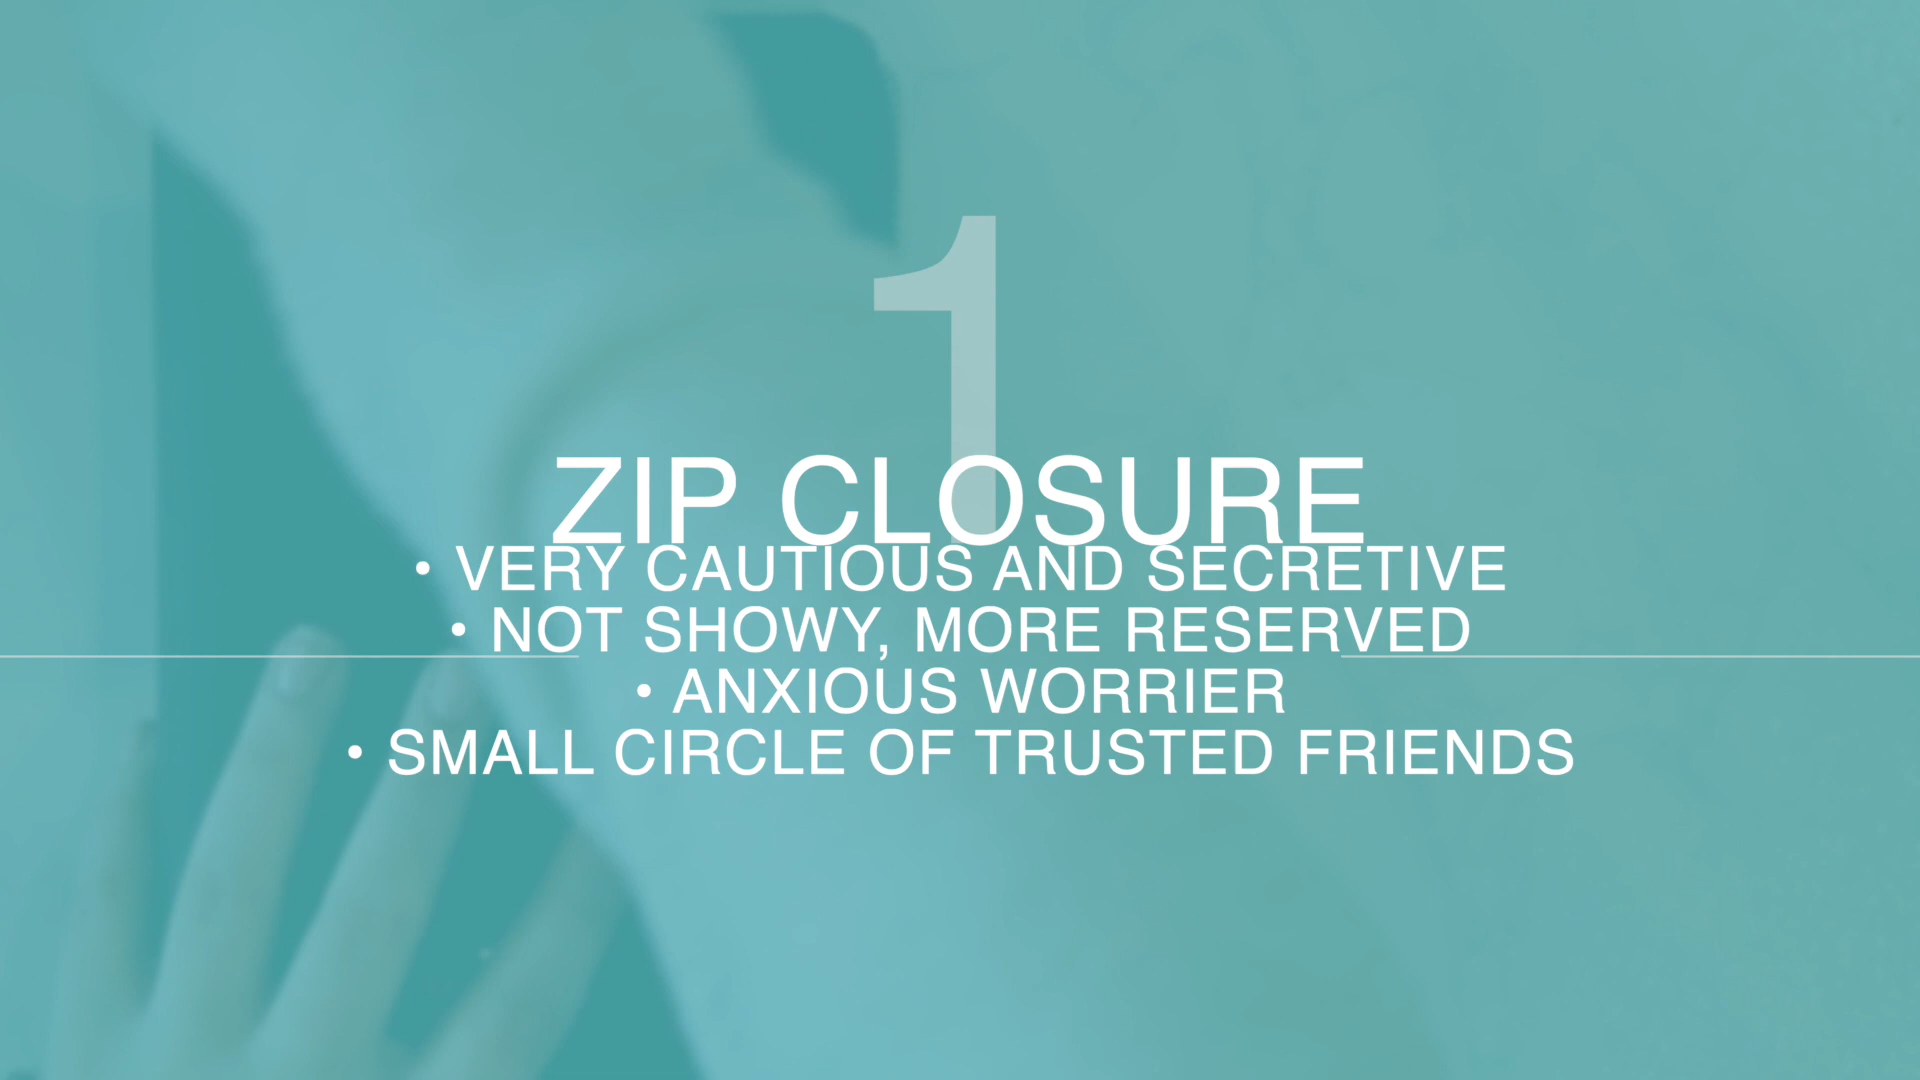 1
ZIP CLOSURE
• VERY CAUTIOUS AND SECRETIVE
• NOT SHOWY, MORE RESERVED
• ANXIOUS WORRIER
• SMALL CIRCLE OF TRUSTED FRIENDS